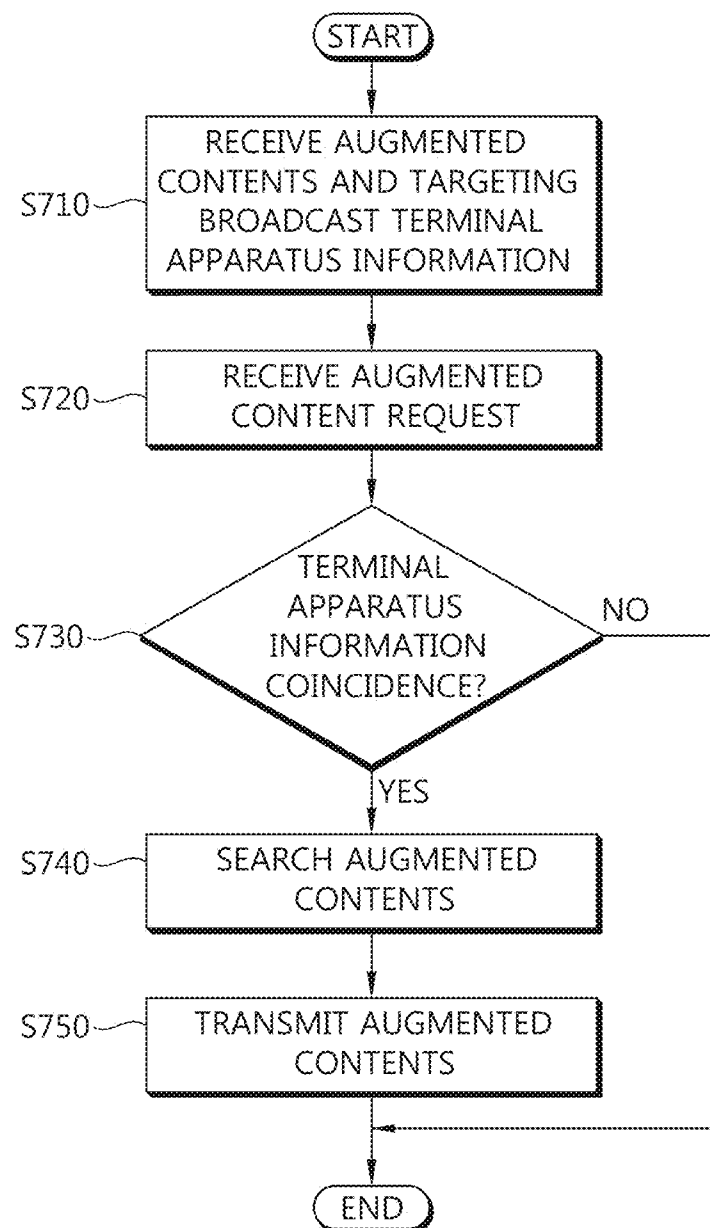 START
S710
RECEIVE AUGMENTED
CONTENTS AND TARGETING
BROADCAST TERMINAL
APPARATUS INFORMATION
S720
RECEIVE AUGMENTED
CONTENT REQUEST
S730
TERMINAL
APPARATUS
INFORMATION
COINCIDENCE?
NO
YES
S740
SEARCH AUGMENTED
CONTENTS
S750
TRANSMIT AUGMENTED
CONTENTS
END